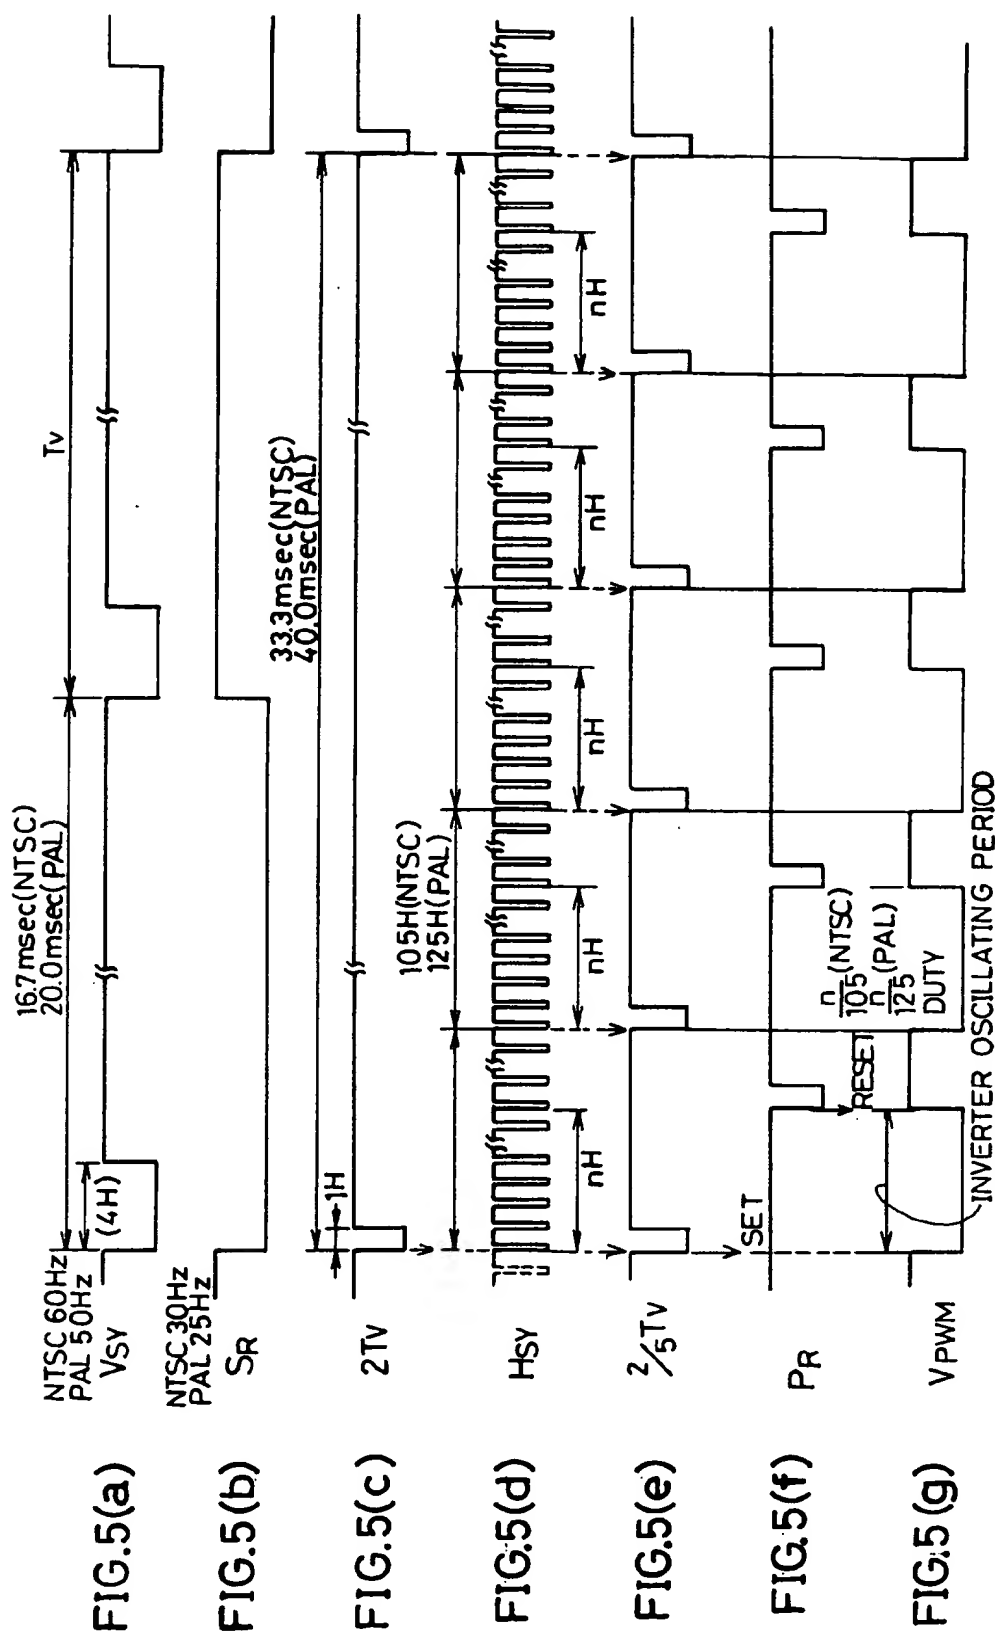 FIG.5(a)
NTSC 60Hz
PAL 50Hz
VSY
(4H)
16.7msec(NTSC)
20.0msec(PAL)
TV
FIG.5(b)
NTSC 30Hz
PAL 25Hz
SR
FIG.5(c)
2TV
1H
33.3msec(NTSC)
40.0msec(PAL)
FIG.5(d)
HSY
105H(NTSC)
125H(PAL)
nH
nH
nH
nH
nH
FIG.5(e)
2/5TV
FIG.5(f)
PR
SET
RESET
n/105(NTSC)
n/125(PAL)
DUTY
FIG.5(g)
VPWM
INVERTER OSCILLATING PERIOD